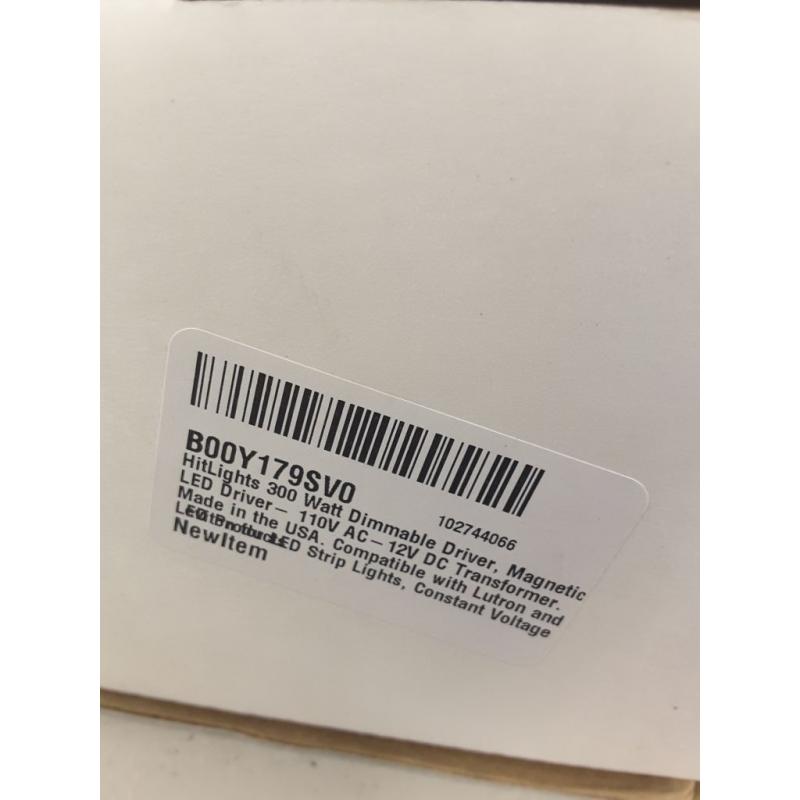 B00Y179SV0
102744066
HitLights 300 Watt Dimmable Driver, Magnetic
LED Driver– 110V AC–12V DC Transformer.
Made in the USA. Compatible with Lutron and
LED Strip Lights, Constant Voltage
NewItem